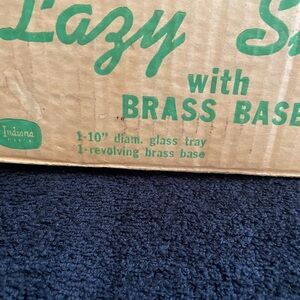 Lazy S
with
BRASS BASE
Indiana
1-10" diam. glass tray
1-revolving brass base